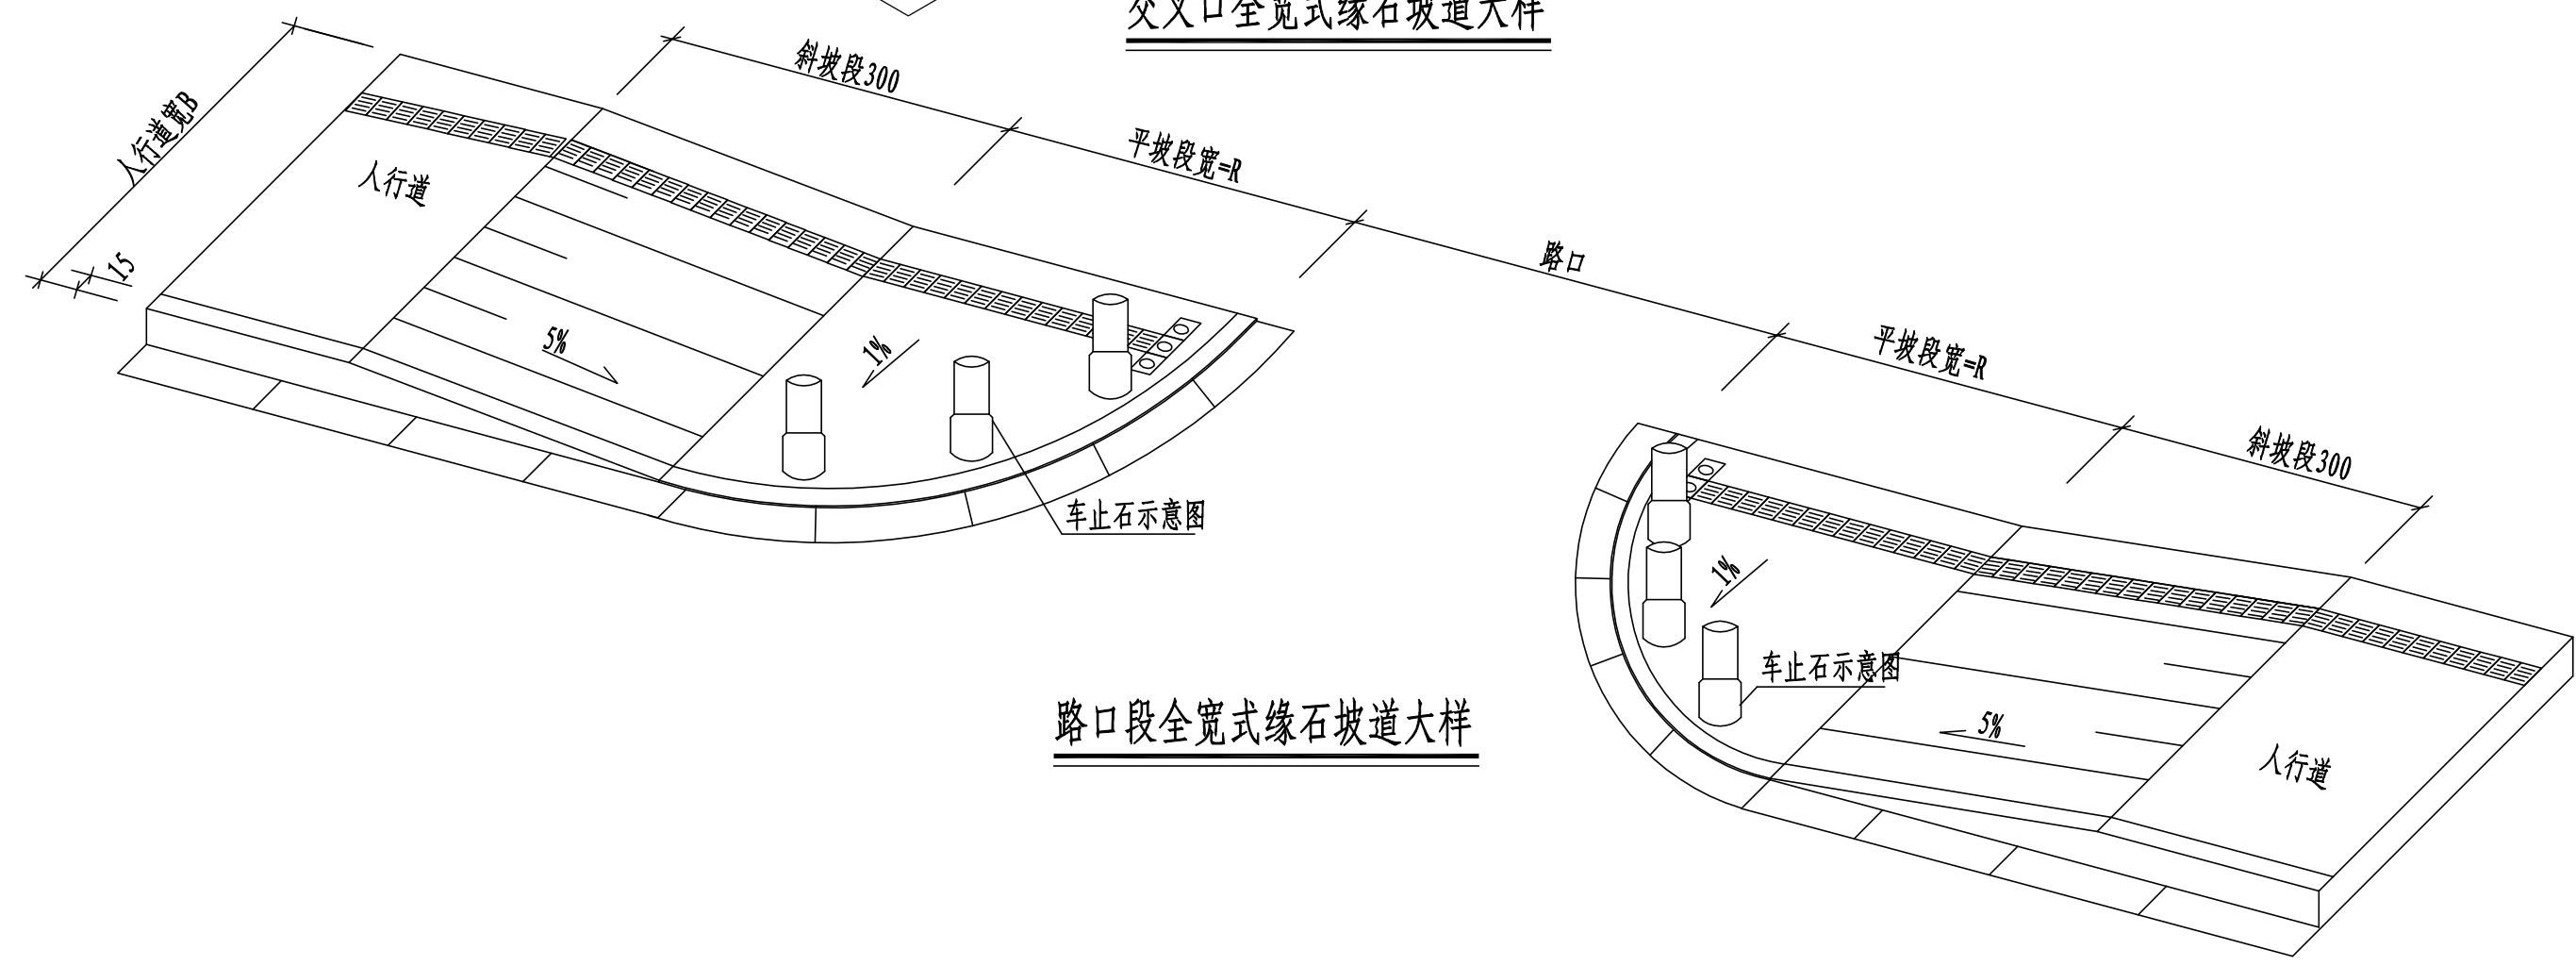 交叉口全宽式缘石坡道大样
斜坡段300
人行道宽B
平坡段宽=R
人行道
路口
15
5%
1%
平坡段宽=R
斜坡段300
车止石示意图
1%
车止石示意图
路口段全宽式缘石坡道大样
5%
人行道